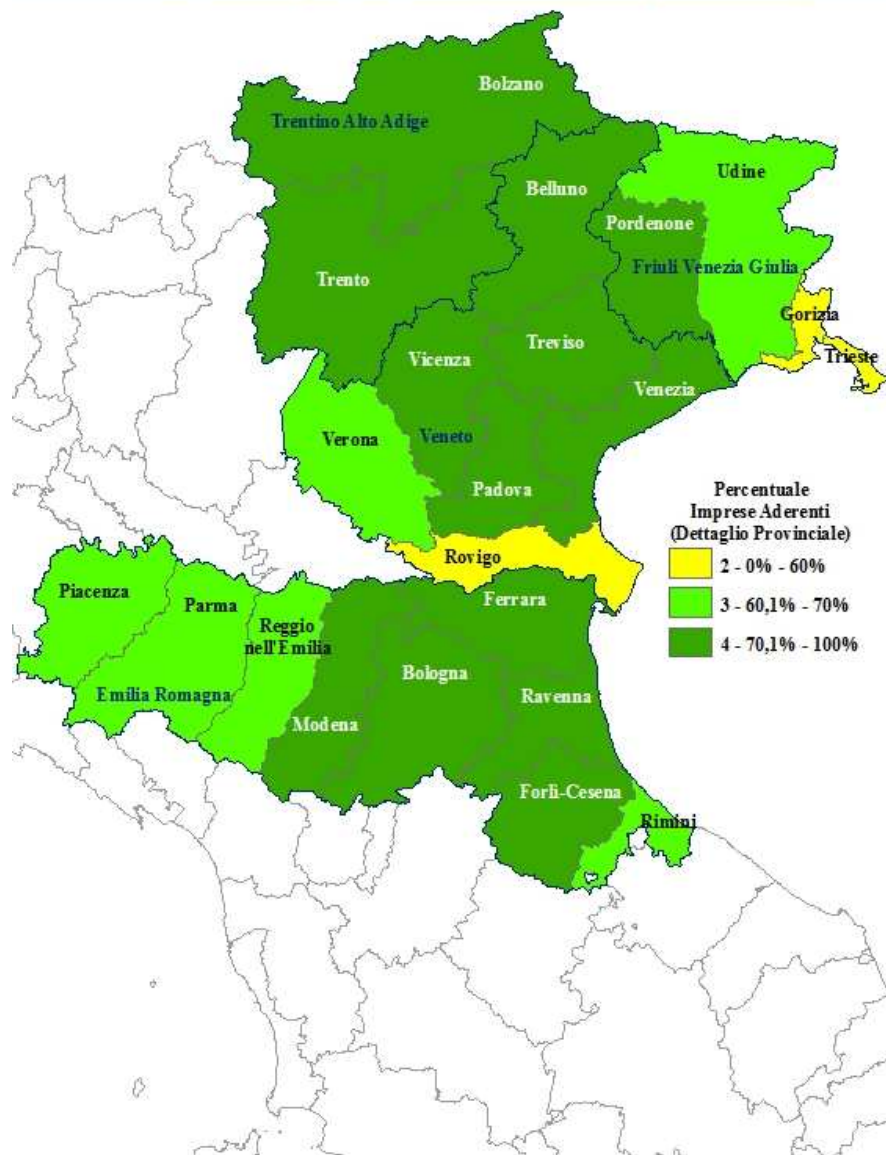 Bolzano
Trentino Alto Adige
Udine
Belluno
Pordenone
Friuli Venezia Giulia
Trento
Gorizia
Treviso
Vicenza
Trieste
Venezia
Verona
Veneto
Padova
Percentuale
Imprese Aderenti
(Dettaglio Provinciale)
2 - 0% - 60%
3 - 60,1% - 70%
4 - 70,1% - 100%
Rovigo
Piacenza
Parma
Ferrara
Reggio
nell'Emilia
Bologna
Emilia Romagna
Ravenna
Modena
Forlì-Cesena
Rimini